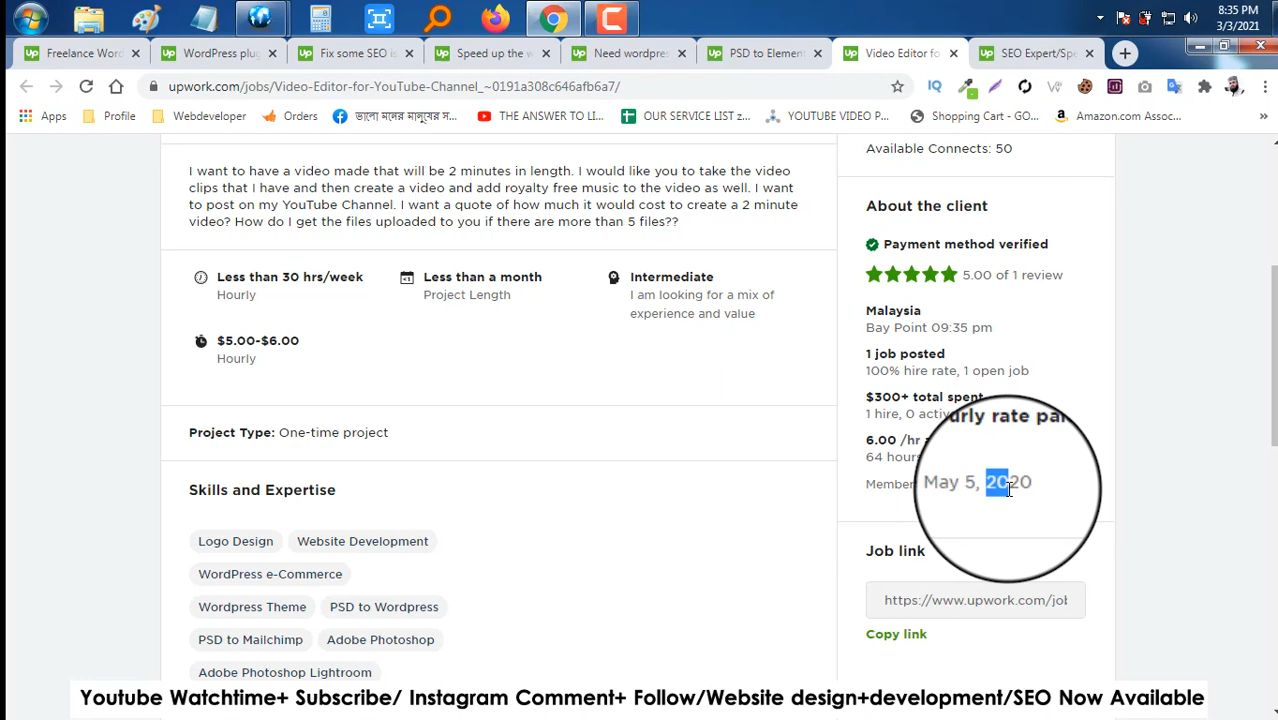 8:35 PM
3/3/2021
Freelance Word
WordPress plug
Fix some SEO is
Speed up the w
Need wordpres
PSD to Element
Video Editor fo
SEO Expert/Spe
upwork.com/jobs/Video-Editor-for-YouTube-Channel_~0191a308c646afb6a7/
Apps
Profile
Webdeveloper
Orders
ভালো মনের মানুষের স...
THE ANSWER TO LI...
OUR SERVICE LIST z...
YOUTUBE VIDEO P...
Shopping Cart - GO...
Amazon.com Assoc...
Available Connects: 50
I want to have a video made that will be 2 minutes in length. I would like you to take the video
clips that I have and then create a video and add royalty free music to the video as well. I want
to post on my YouTube Channel. I want a quote of how much it would cost to create a 2 minute
video? How do I get the files uploaded to you if there are more than 5 files??
Less than 30 hrs/week
Hourly
Less than a month
Project Length
Intermediate
I am looking for a mix of
experience and value
$5.00-$6.00
Hourly
Project Type: One-time project
Skills and Expertise
Logo Design
Website Development
WordPress e-Commerce
Wordpress Theme
PSD to Wordpress
PSD to Mailchimp
Adobe Photoshop
Adobe Photoshop Lightroom
About the client
Payment method verified
5.00 of 1 review
Malaysia
Bay Point 09:35 pm
1 job posted
100% hire rate, 1 open job
$300+ total spent
1 hire, 0 activ
urly rate pai
6.00 /hr
64 hours
Member May 5, 2020
Job link
https://www.upwork.com/job
Copy link
Youtube Watchtime+ Subscribe/ Instagram Comment+ Follow/Website design+development/SEO Now Available